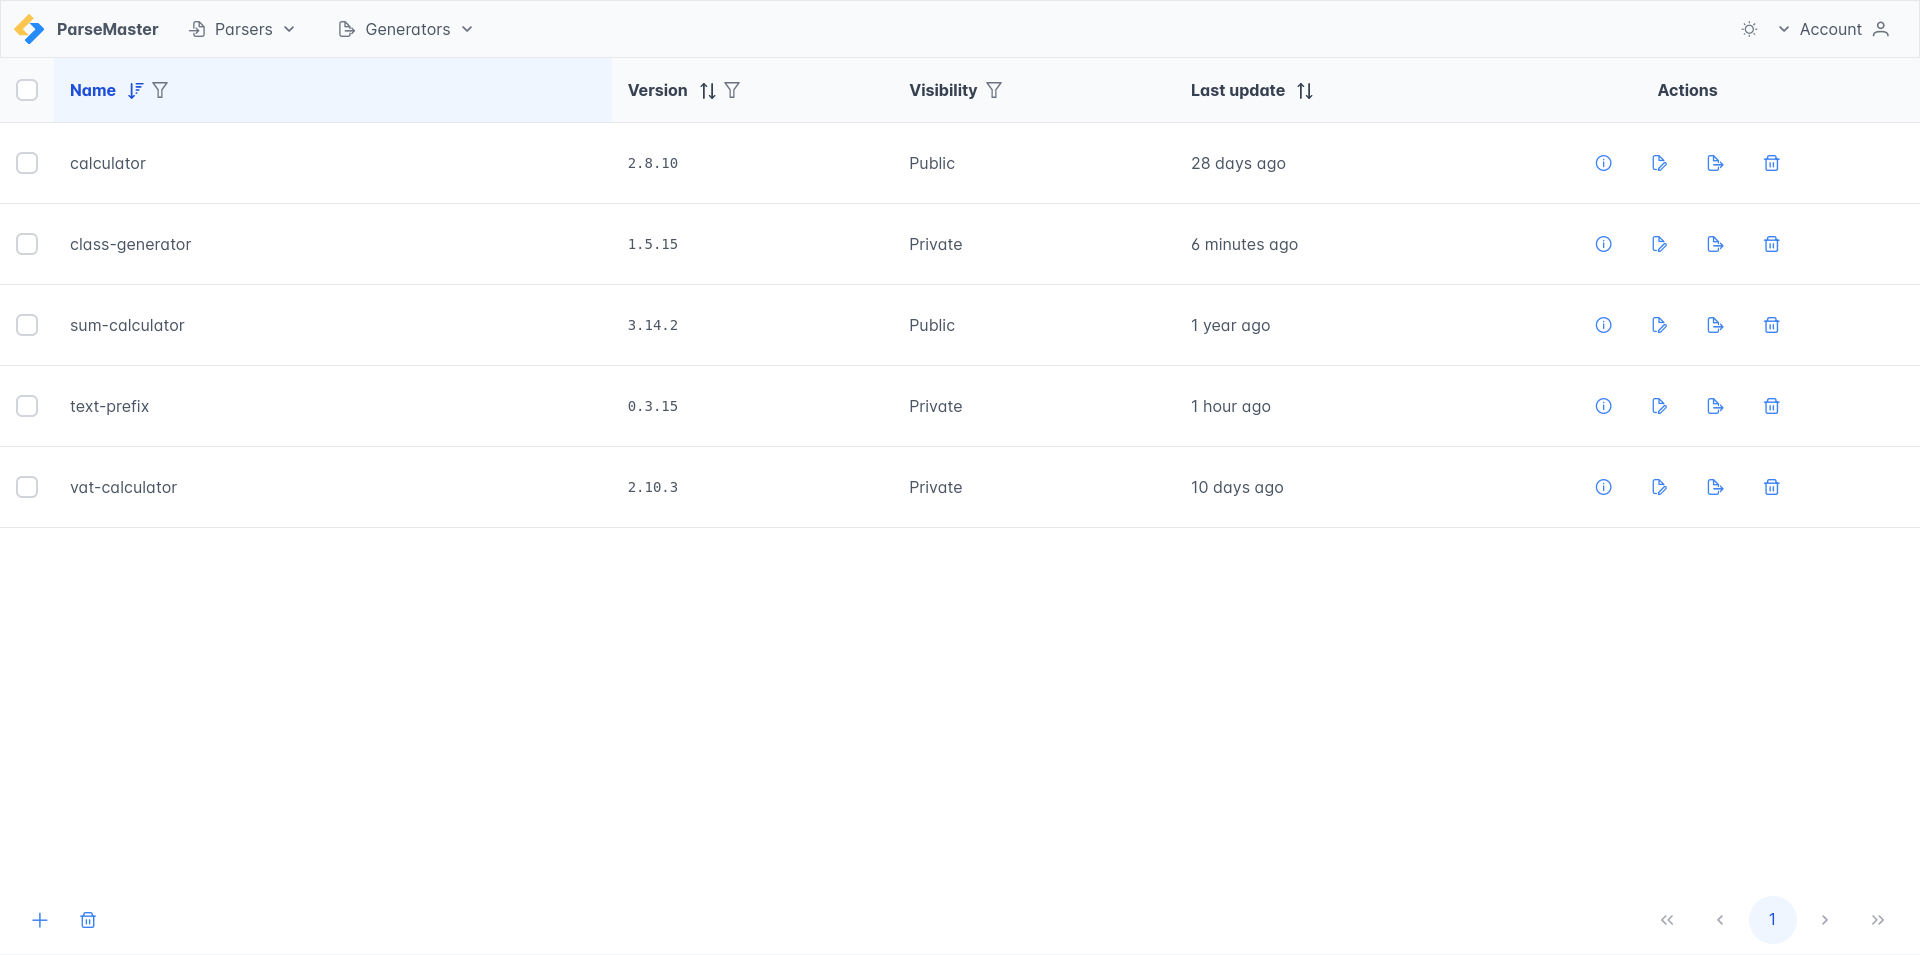 ParseMaster Parsers Generators Account
Name Version Visibility Last update Actions
calculator 2.8.10 Public 28 days ago
class-generator 1.5.15 Private 6 minutes ago
sum-calculator 3.14.2 Public 1 year ago
text-prefix 0.3.15 Private 1 hour ago
vat-calculator 2.10.3 Private 10 days ago
1